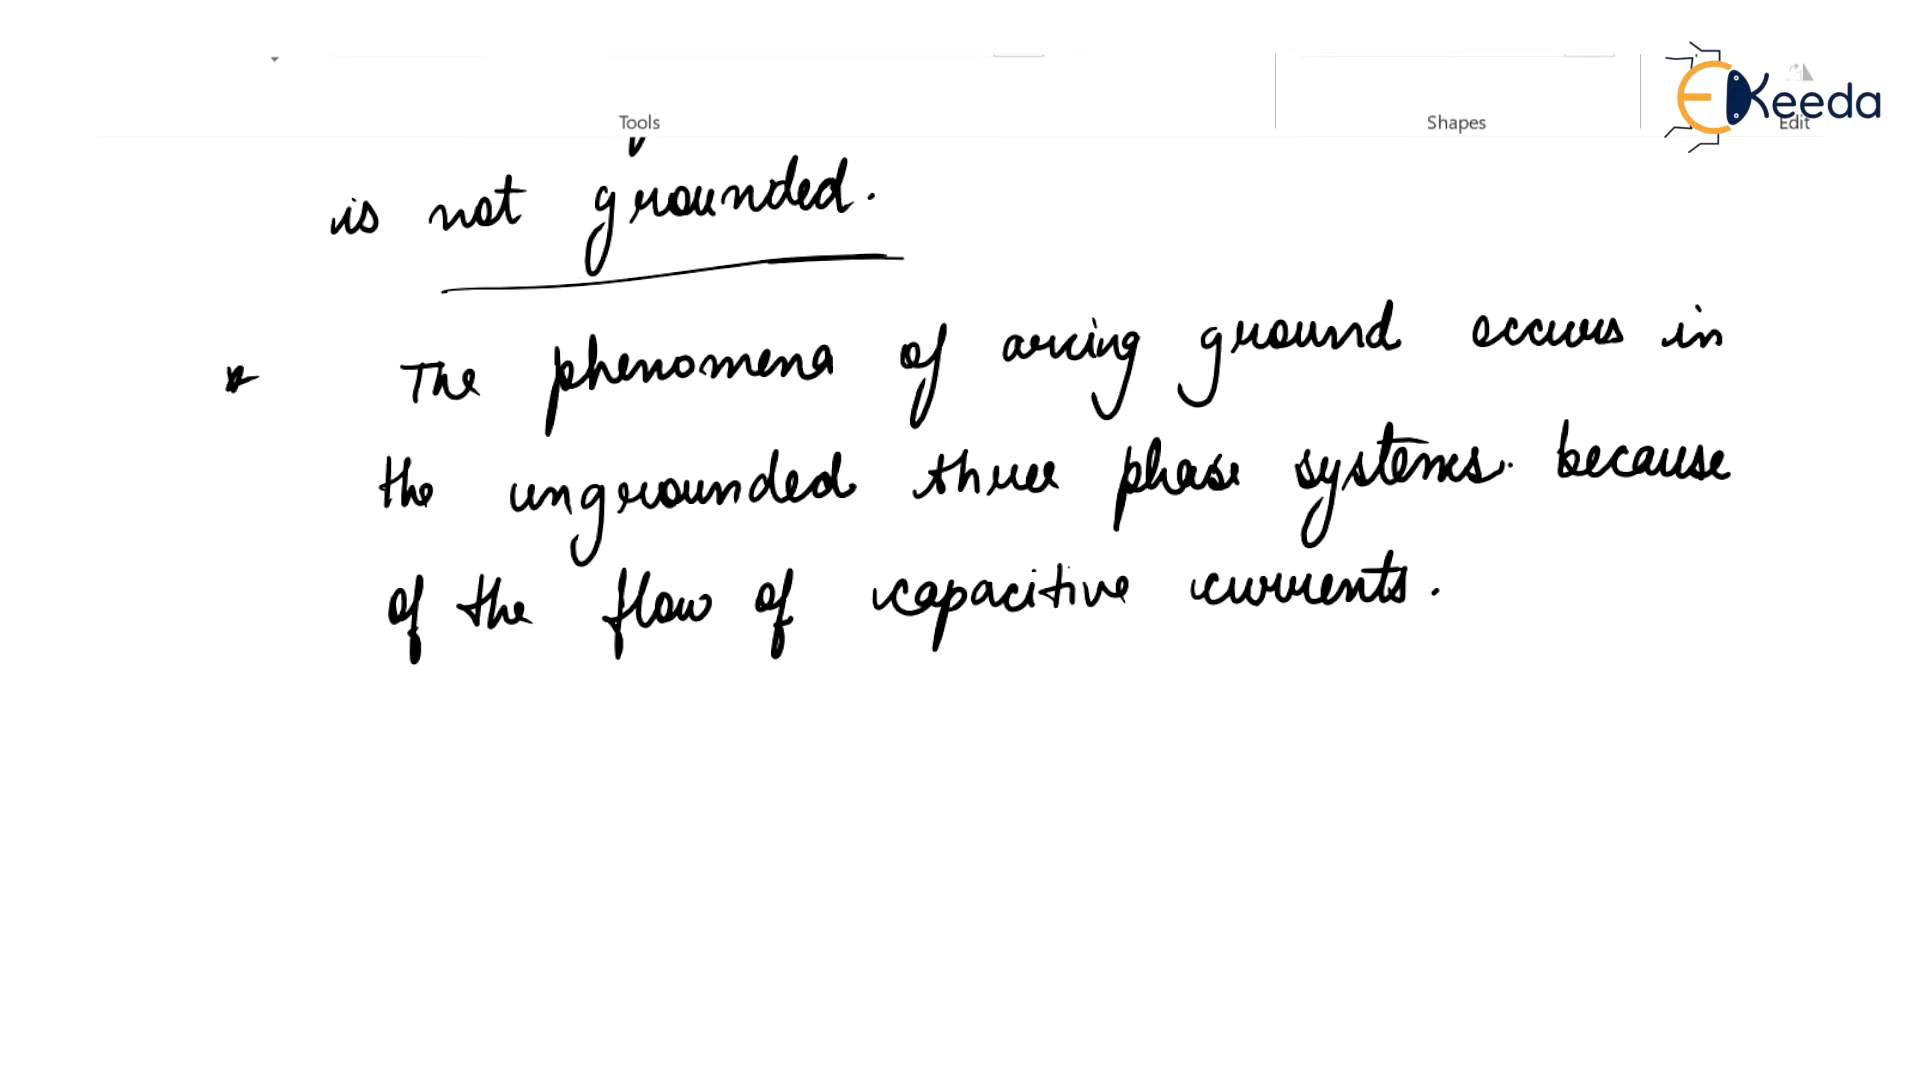 Tools
Shapes
Edit
EKeeda
is not grounded.
* The phenomena of arcing ground occurs in
the ungrounded three phase systems. because
of the flow of capacitive currents.